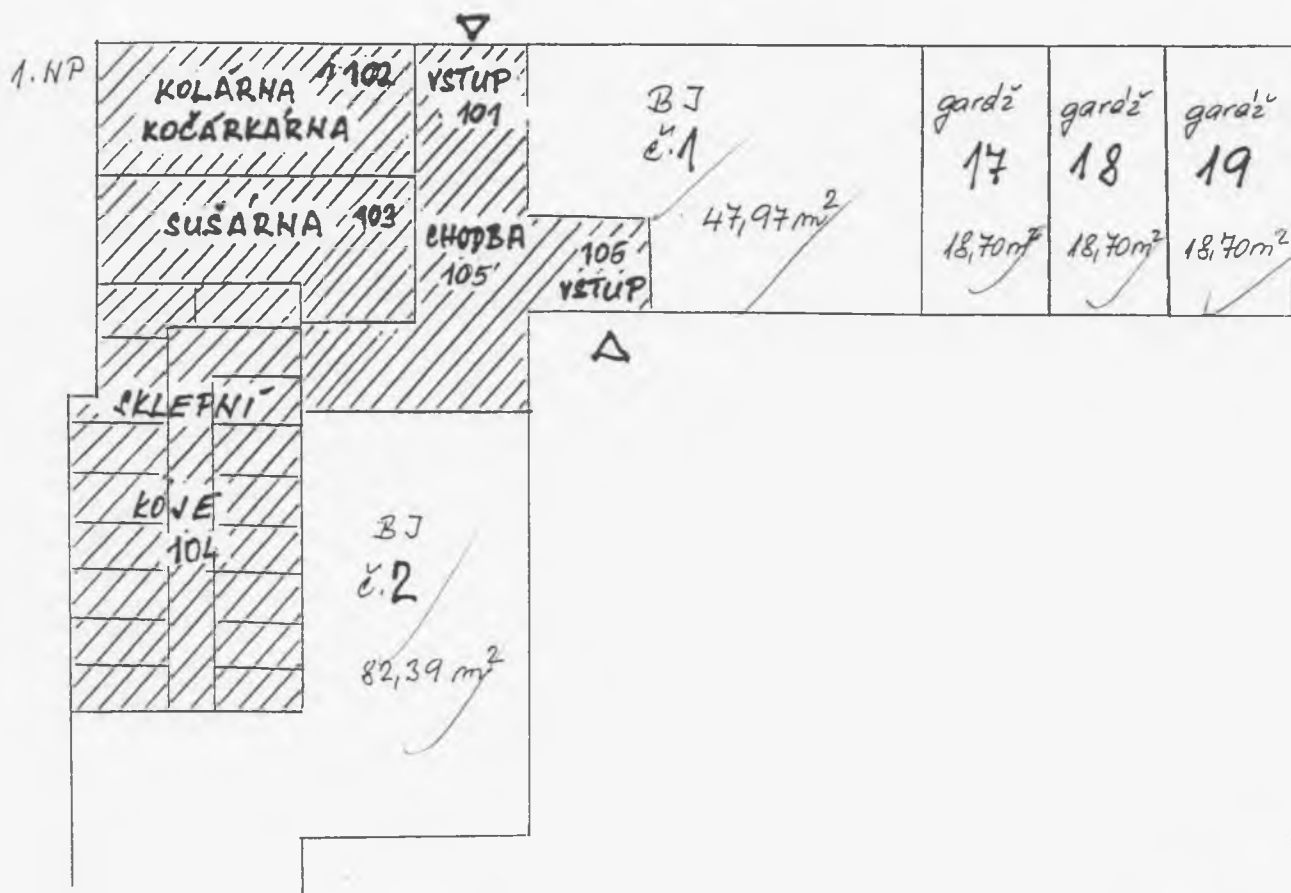 1.NP
KOLÁRNA 102
KOČÁRKÁRNA
VSTUP
101
BJ
č.1
47,97 m²
garáž
17
18,70 m²
garáž
18
18,70 m²
garáž
19
18,70 m²
SUŠÁRNA 103
CHODBA
105
106
VSTUP
SKLEPNÍ
KÓJE
104
BJ
č.2
82,39 m²